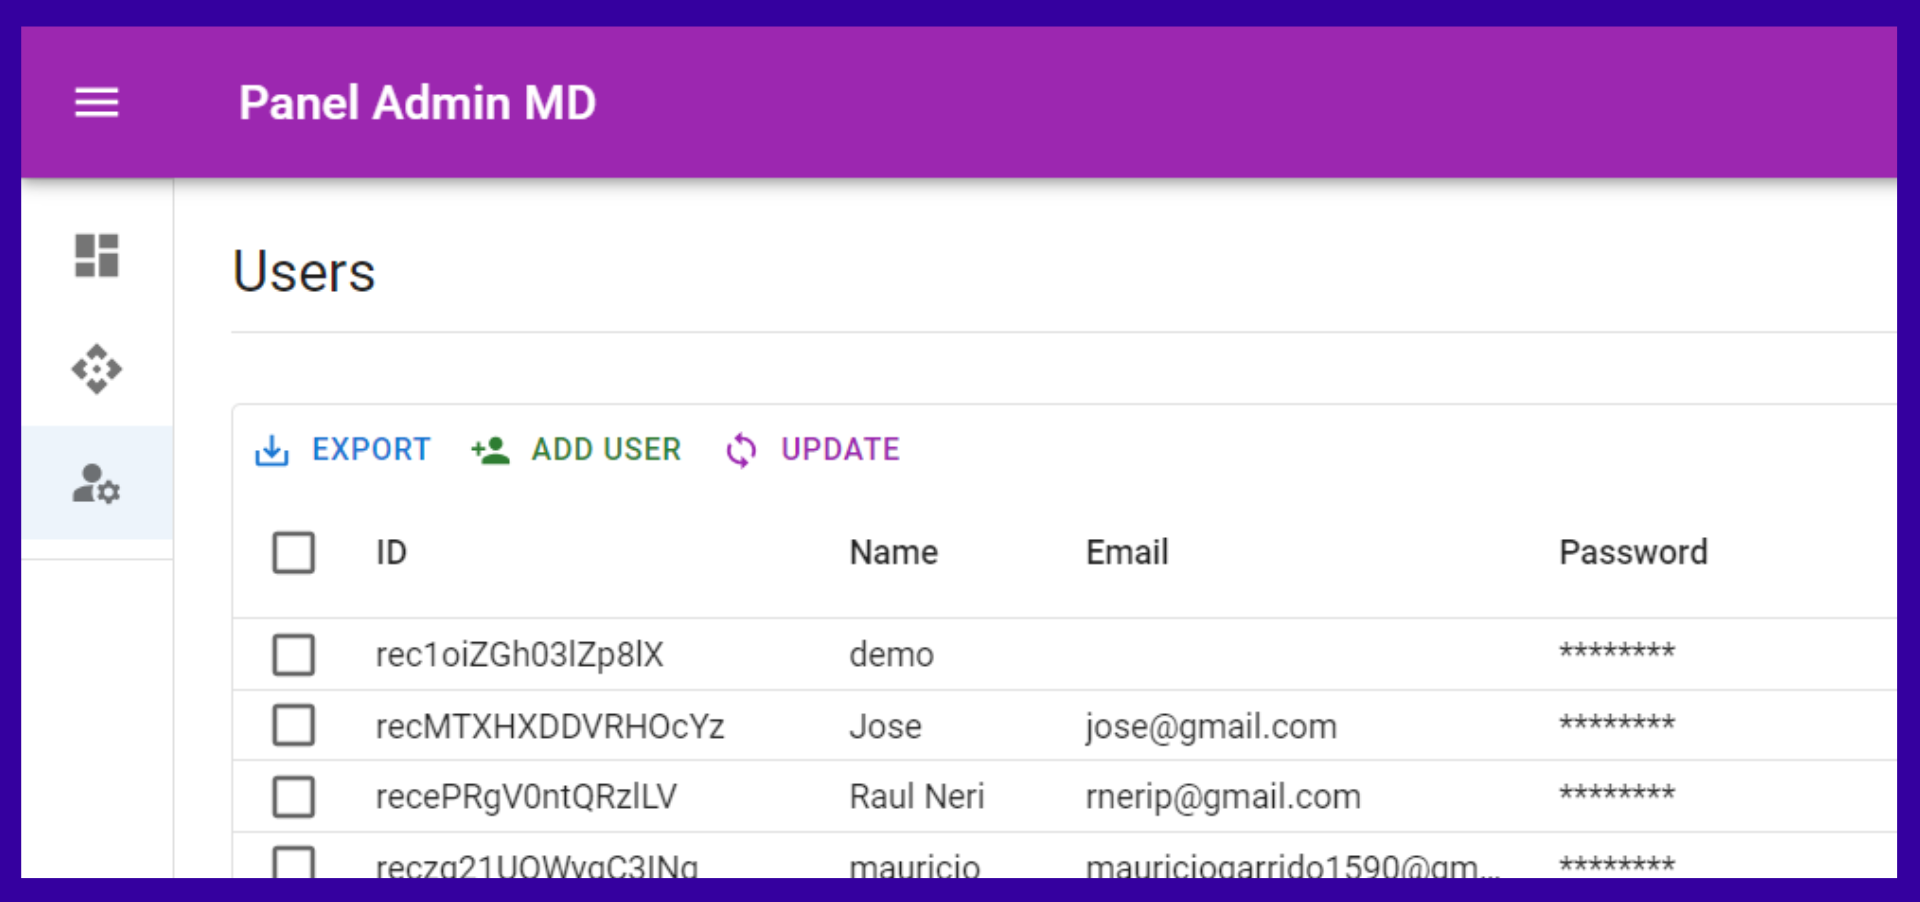 Panel Admin MD
Users
EXPORT ADD USER UPDATE
ID Name Email Password
rec1oiZGh03lZp8lX demo ********
recMTXHXDDVRHOcYz Jose jose@gmail.com ********
recePRgV0ntQRzlLV Raul Neri rnerip@gmail.com ********
mauricio mauriciogarrido1590@gm... ********